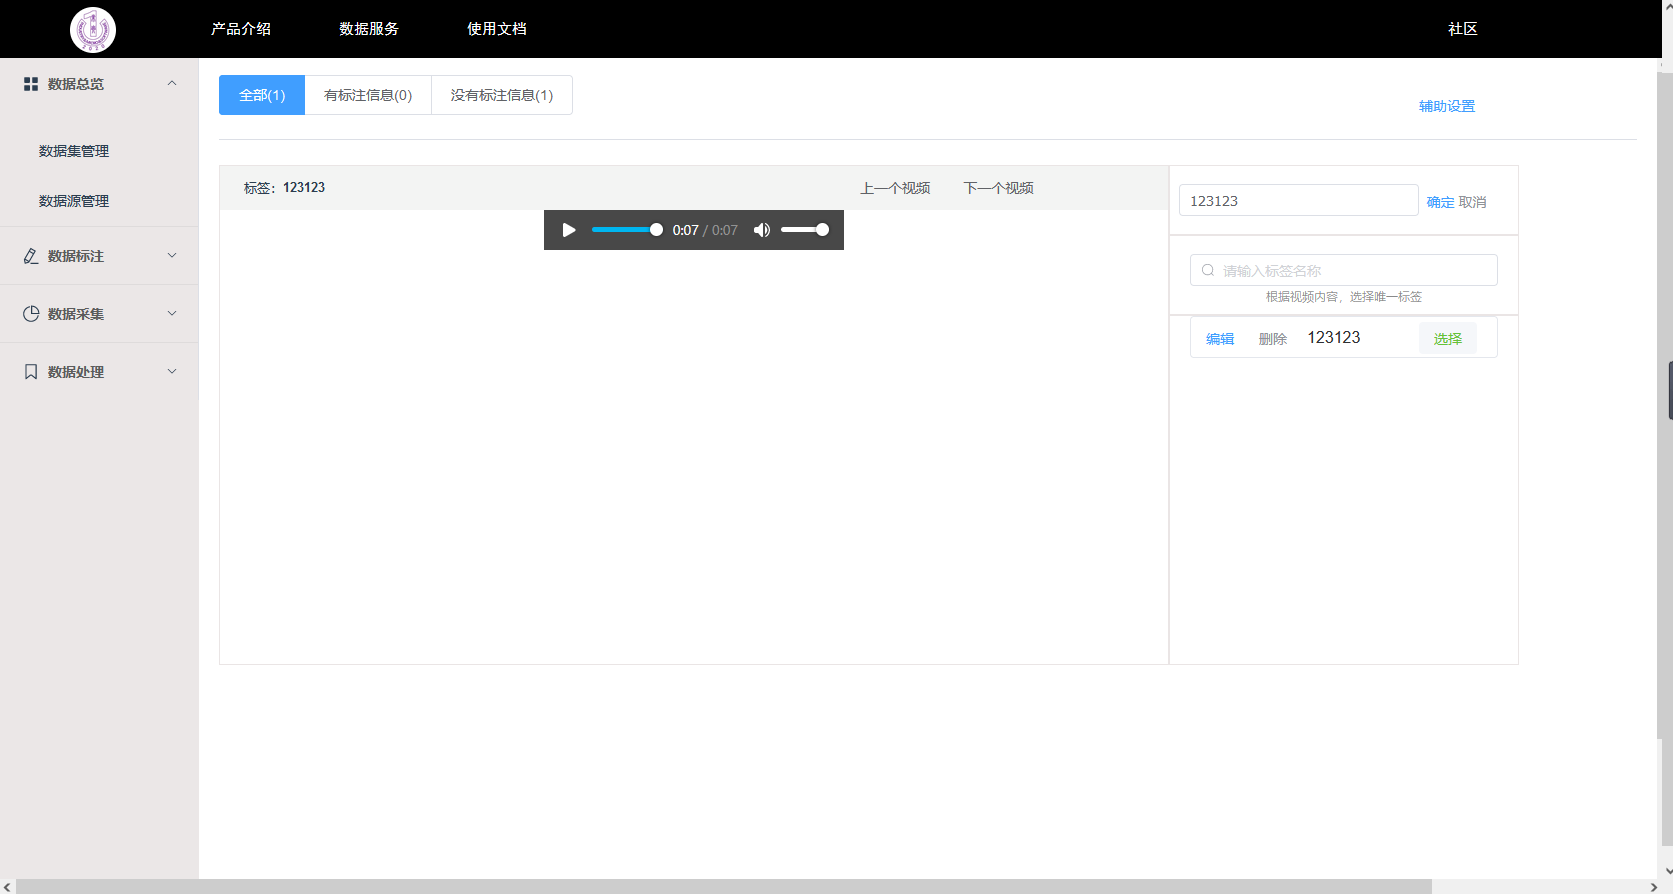 产品介绍 数据服务 使用文档 社区
数据总览
数据集管理
数据源管理
数据标注
数据采集
数据处理
全部(1) 有标注信息(0) 没有标注信息(1)
辅助设置
标签：123123 上一个视频 下一个视频
0:07 / 0:07
123123 确定 取消
请输入标签名称
根据视频内容，选择唯一标签
编辑 删除 123123 选择